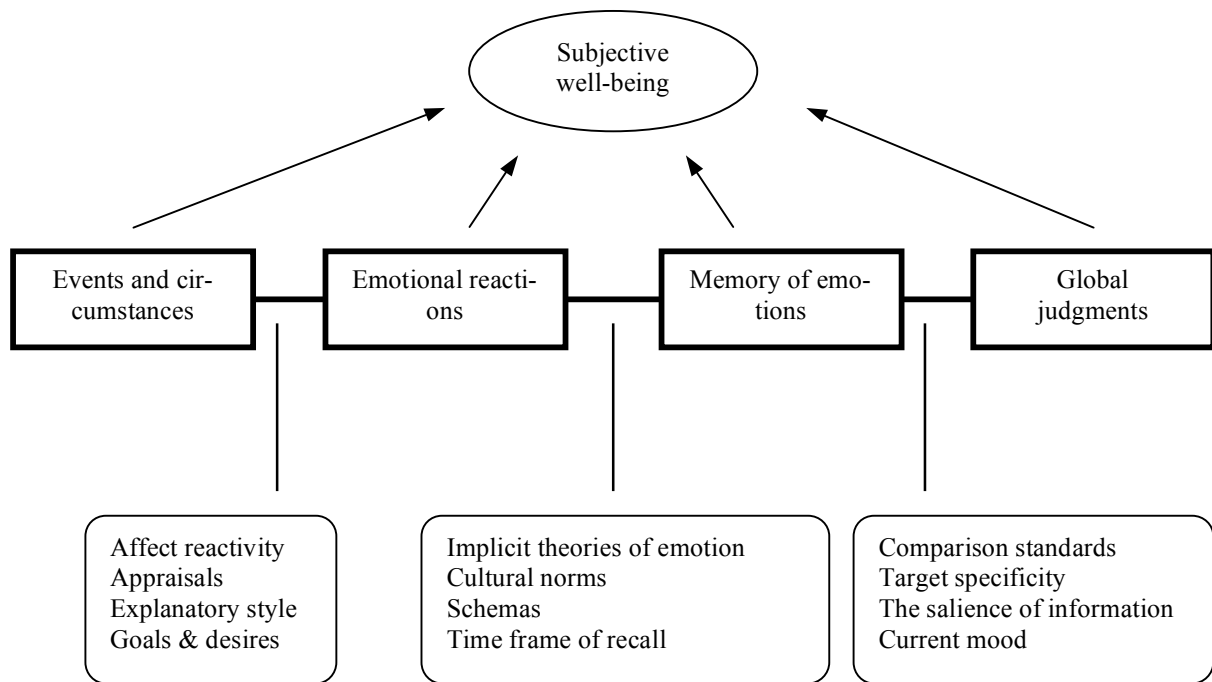 Subjective
well-being
Events and cir-
cumstances
Emotional reacti-
ons
Memory of emo-
tions
Global
judgments
Affect reactivity
Appraisals
Explanatory style
Goals & desires
Implicit theories of emotion
Cultural norms
Schemas
Time frame of recall
Comparison standards
Target specificity
The salience of information
Current mood